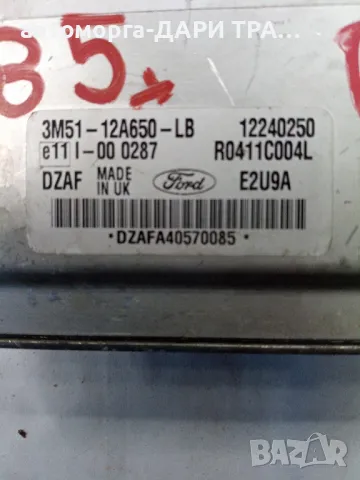 автоморга-ДАРИ ТРА...
B5
3M51-12A650-LB 12240250
e11 I-00 0287 R0411C004L
DZAF MADE IN UK Ford E2U9A
*DZAFA40570085*
BAZAR